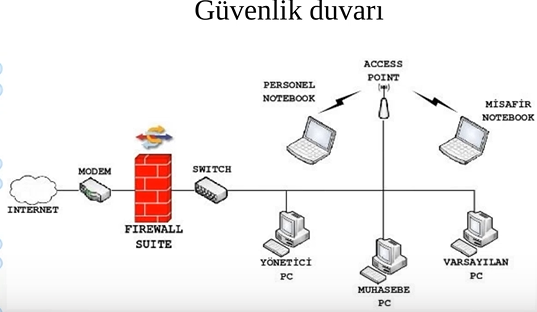 Güvenlik duvarı
ACCESS
POINT
PERSONEL
NOTEBOOK
MİSAFİR
NOTEBOOK
MODEM
SWITCH
INTERNET
FIREWALL
SUITE
YÖNETİCİ
PC
VARSAYILAN
PC
MUHASEBE
PC